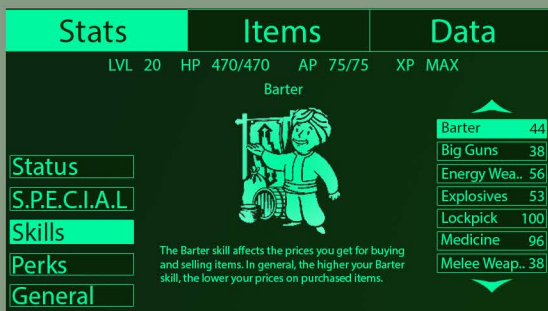 Stats Items Data
LVL 20 HP 470/470 AP 75/75 XP MAX
Barter
Status
S.P.E.C.I.A.L
Skills
Perks
General
The Barter skill affects the prices you get for buying
and selling items. In general, the higher your Barter
skill, the lower your prices on purchased items.
Barter 44
Big Guns 38
Energy Wea.. 56
Explosives 53
Lockpick 100
Medicine 96
Melee Weap.. 38